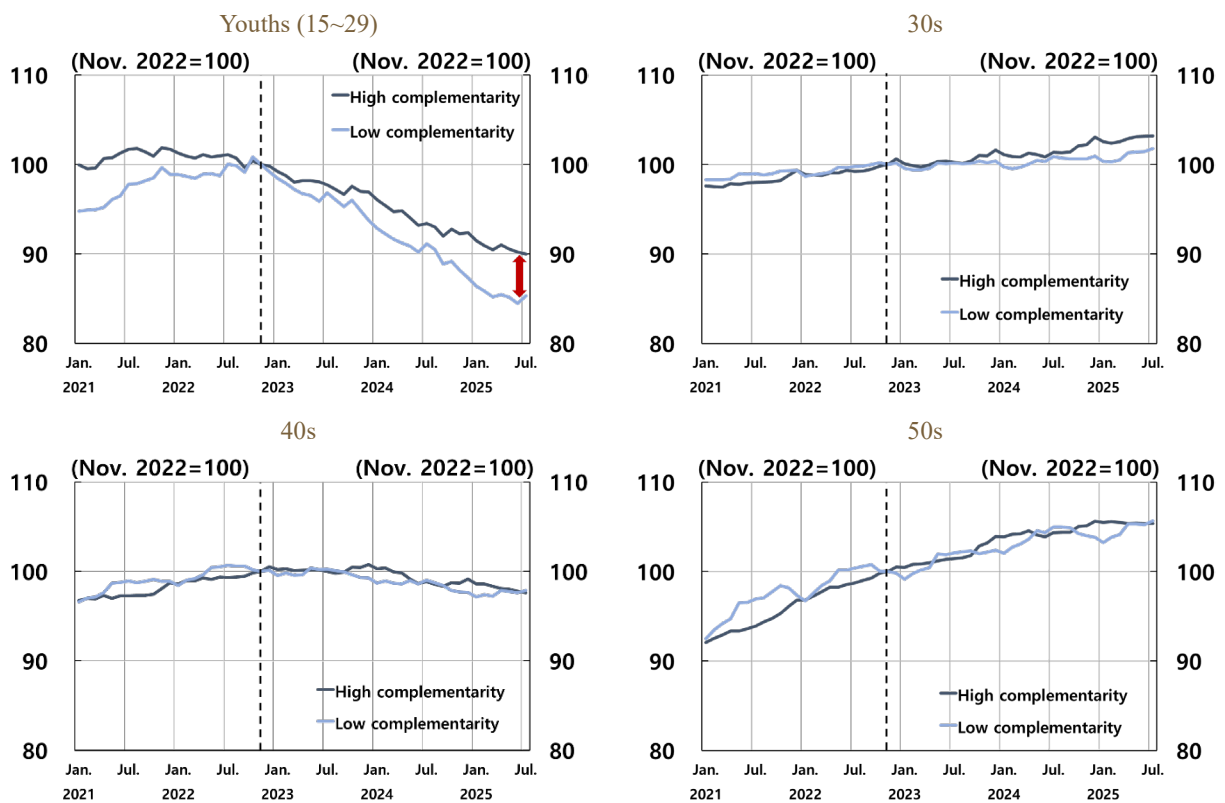 Youths (15~29)
(Nov. 2022=100) (Nov. 2022=100)
110 110
High complementarity
Low complementarity
100 100
90 90
80 80
Jan. Jul. Jan. Jul. Jan. Jul. Jan. Jul. Jan. Jul.
2021 2022 2023 2024 2025
30s
(Nov. 2022=100) (Nov. 2022=100)
110 110
100 100
90 90
High complementarity
Low complementarity
80 80
Jan. Jul. Jan. Jul. Jan. Jul. Jan. Jul. Jan. Jul.
2021 2022 2023 2024 2025
40s
(Nov. 2022=100) (Nov. 2022=100)
110 110
100 100
90 90
High complementarity
Low complementarity
80 80
Jan. Jul. Jan. Jul. Jan. Jul. Jan. Jul. Jan. Jul.
2021 2022 2023 2024 2025
50s
(Nov. 2022=100) (Nov. 2022=100)
110 110
100 100
90 90
High complementarity
Low complementarity
80 80
Jan. Jul. Jan. Jul. Jan. Jul. Jan. Jul. Jan. Jul.
2021 2022 2023 2024 2025